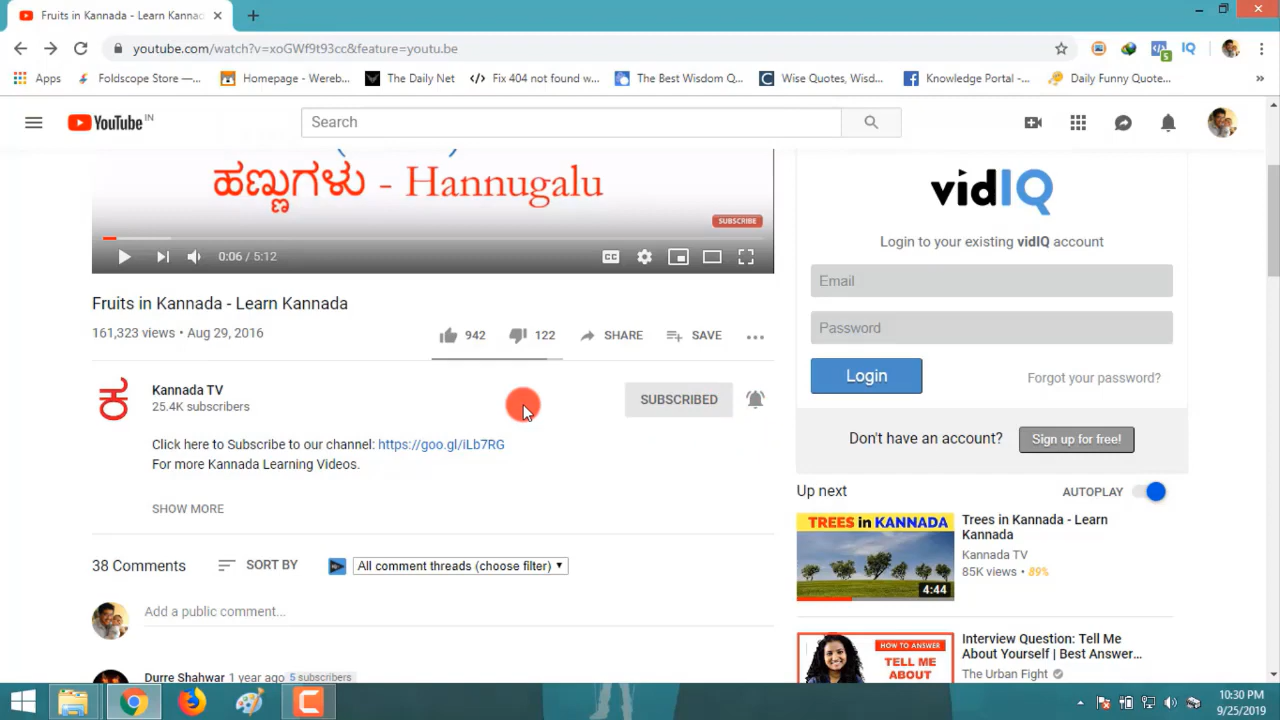 Fruits in Kannada - Learn Kannad
youtube.com/watch?v=xoGWf9t93cc&feature=youtu.be
IQ
5
Apps
Foldscope Store —...
Homepage - Wereb...
The Daily Net
Fix 404 not found w...
The Best Wisdom Q...
Wise Quotes, Wisd...
Knowledge Portal -...
Daily Funny Quote...
YouTube IN
Search
ಹಣ್ಣುಗಳು - Hannugalu
SUBSCRIBE
0:06 / 5:12
CC
Fruits in Kannada - Learn Kannada
161,323 views • Aug 29, 2016
942
122
SHARE
SAVE
ಕ
Kannada TV
25.4K subscribers
SUBSCRIBED
Click here to Subscribe to our channel: https://goo.gl/iLb7RG
For more Kannada Learning Videos.
SHOW MORE
38 Comments
SORT BY
All comment threads (choose filter)
Add a public comment...
Durre Shahwar 1 year ago 5 subscribers
vidIQ
Login to your existing vidIQ account
Email
Password
Login
Forgot your password?
Don't have an account?
Sign up for free!
Up next
AUTOPLAY
TREES in KANNADA
4:44
Trees in Kannada - Learn
Kannada
Kannada TV
85K views • 89%
HOW TO ANSWER
TELL ME
ABOUT
Interview Question: Tell Me
About Yourself | Best Answer...
The Urban Fight
10:30 PM
9/25/2019